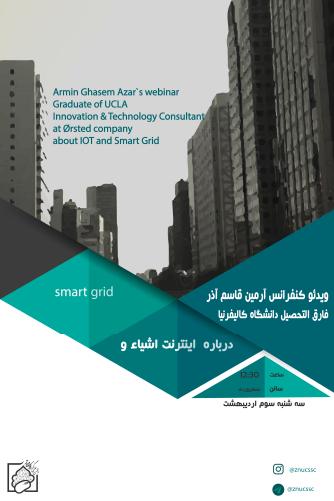 Armin Ghasem Azar`s webinar
Graduate of UCLA
Innovation & Technology Consultant
at Ørsted company
about IOT and Smart Grid
smart grid
ویدئو کنفرانس آرمین قاسم آذر
فارق التحصیل دانشگاه کالیفرنیا
درباره اینترنت اشیاء و
ساعت 12:30
سالن
سه شنبه سوم اردیبهشت
@znucssc
@znucssc